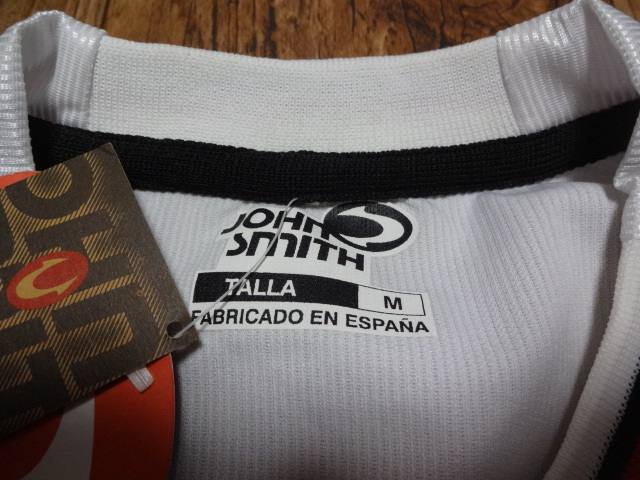 JOHN
SMITH
TALLA M
FABRICADO EN ESPAÑA